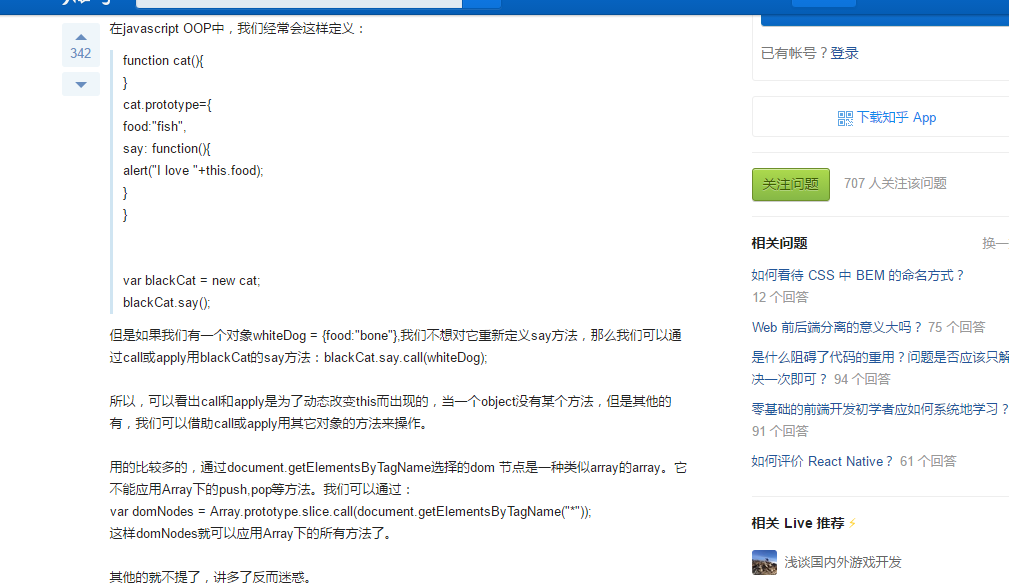 在javascript OOP中，我们经常会这样定义：
342
function cat(){
}
cat.prototype={
food:"fish",
say: function(){
alert("I love "+this.food);
}
}
var blackCat = new cat;
blackCat.say();
但是如果我们有一个对象whiteDog = {food:"bone"},我们不想对它重新定义say方法，那么我们可以通
过call或apply用blackCat的say方法：blackCat.say.call(whiteDog);
所以，可以看出call和apply是为了动态改变this而出现的，当一个object没有某个方法，但是其他的
有，我们可以借助call或apply用其它对象的方法来操作。
用的比较多的，通过document.getElementsByTagName选择的dom 节点是一种类似array的array。它
不能应用Array下的push,pop等方法。我们可以通过：
var domNodes = Array.prototype.slice.call(document.getElementsByTagName("*"));
这样domNodes就可以应用Array下的所有方法了。
其他的就不提了，讲多了反而迷惑。
已有帐号？登录
下载知乎 App
关注问题 707 人关注该问题
相关问题 换一
如何看待 CSS 中 BEM 的命名方式？
12 个回答
Web 前后端分离的意义大吗？ 75 个回答
是什么阻碍了代码的重用？问题是否应该只解
决一次即可？ 94 个回答
零基础的前端开发初学者应如何系统地学习？
91 个回答
如何评价 React Native？ 61 个回答
相关 Live 推荐
浅谈国内外游戏开发